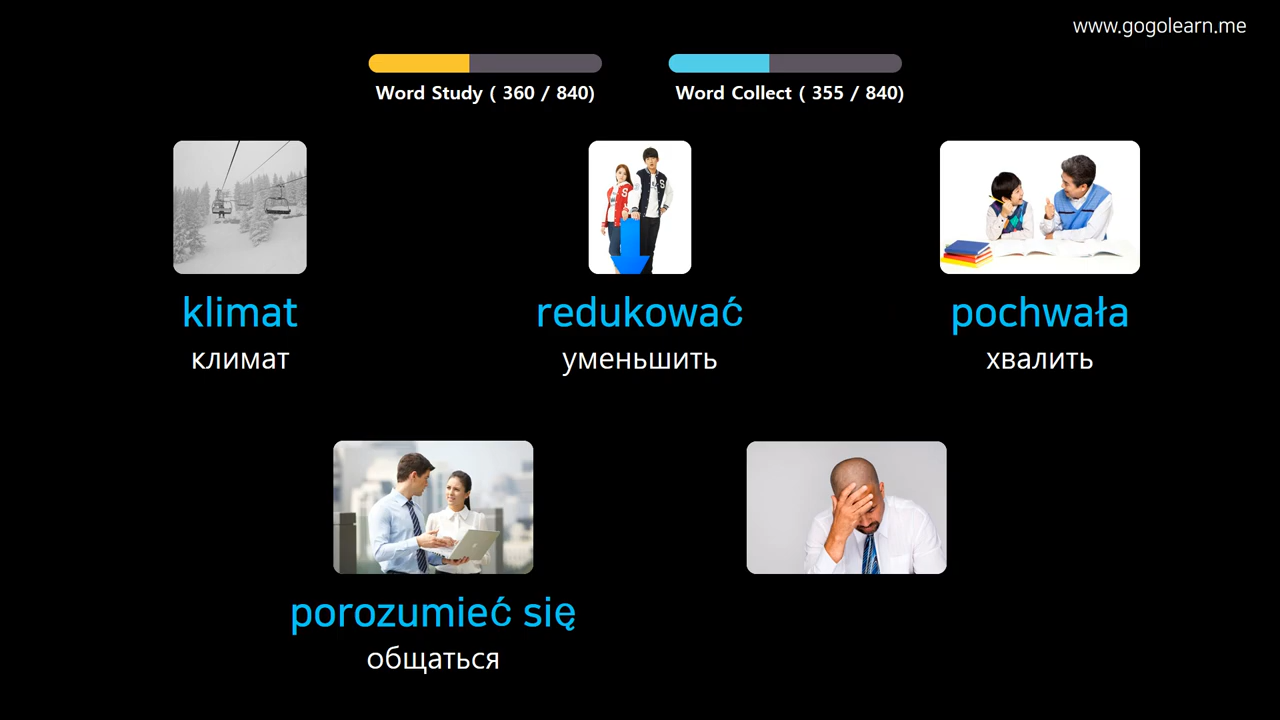 www.gogolearn.me
Word Study ( 360 / 840)
Word Collect ( 355 / 840)
klimat
климат
redukować
уменьшить
pochwała
хвалить
porozumieć się
общаться